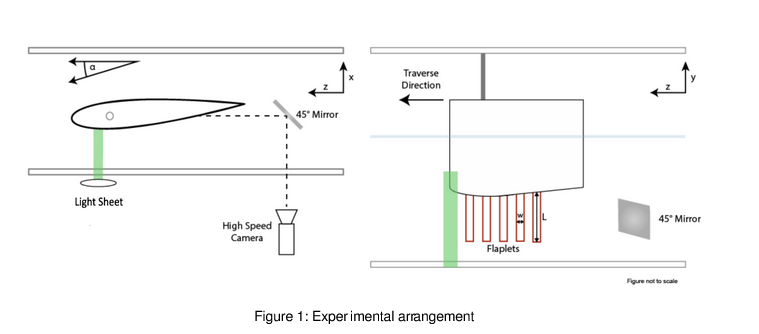 α
x
z
45° Mirror
Light Sheet
High Speed
Camera
Traverse
Direction
y
z
w
L
Flaplets
45° Mirror
Figure not to scale
Figure 1: Experimental arrangement